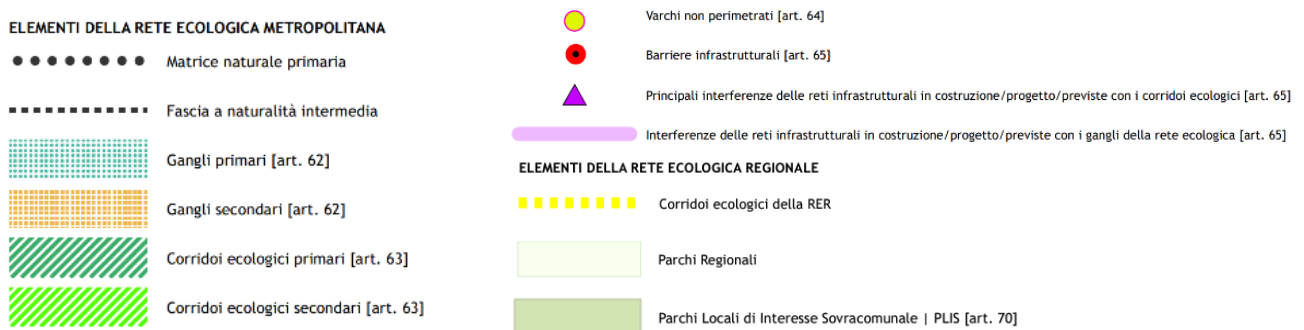 ELEMENTI DELLA RETE ECOLOGICA METROPOLITANA
Matrice naturale primaria
Fascia a naturalità intermedia
Gangli primari [art. 62]
Gangli secondari [art. 62]
Corridoi ecologici primari [art. 63]
Corridoi ecologici secondari [art. 63]
Varchi non perimetrati [art. 64]
Barriere infrastrutturali [art. 65]
Principali interferenze delle reti infrastrutturali in costruzione/progetto/previste con i corridoi ecologici [art. 65]
Interferenze delle reti infrastrutturali in costruzione/progetto/previste con i gangli della rete ecologica [art. 65]
ELEMENTI DELLA RETE ECOLOGICA REGIONALE
Corridoi ecologici della RER
Parchi Regionali
Parchi Locali di Interesse Sovracomunale | PLIS [art. 70]